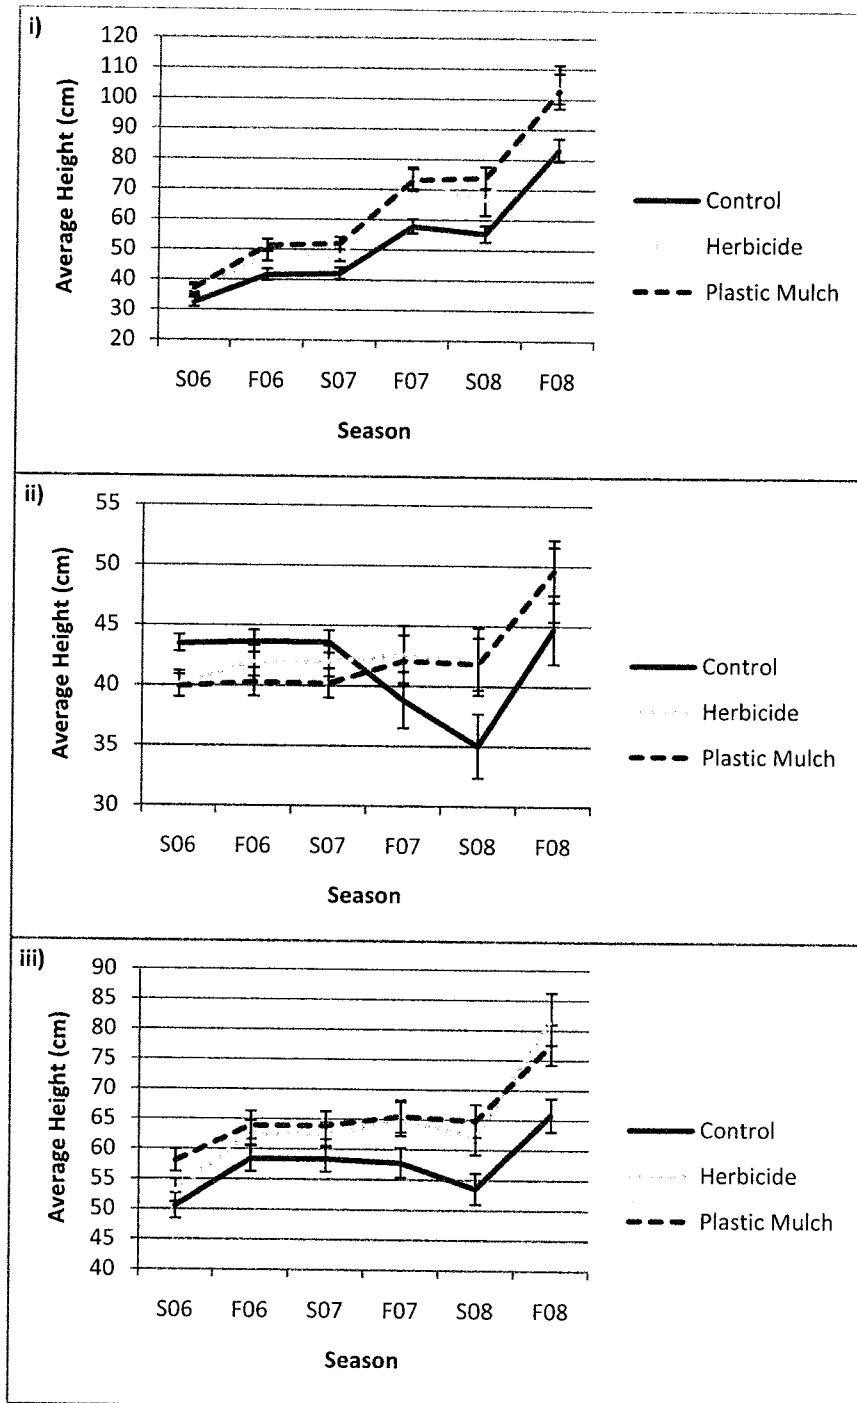 i)
Average Height (cm)
120
110
100
90
80
70
60
50
40
30
20
S06 F06 S07 F07 S08 F08
Season
Control
Herbicide
Plastic Mulch
ii)
Average Height (cm)
55
50
45
40
35
30
S06 F06 S07 F07 S08 F08
Season
Control
Herbicide
Plastic Mulch
iii)
Average Height (cm)
90
85
80
75
70
65
60
55
50
45
40
S06 F06 S07 F07 S08 F08
Season
Control
Herbicide
Plastic Mulch